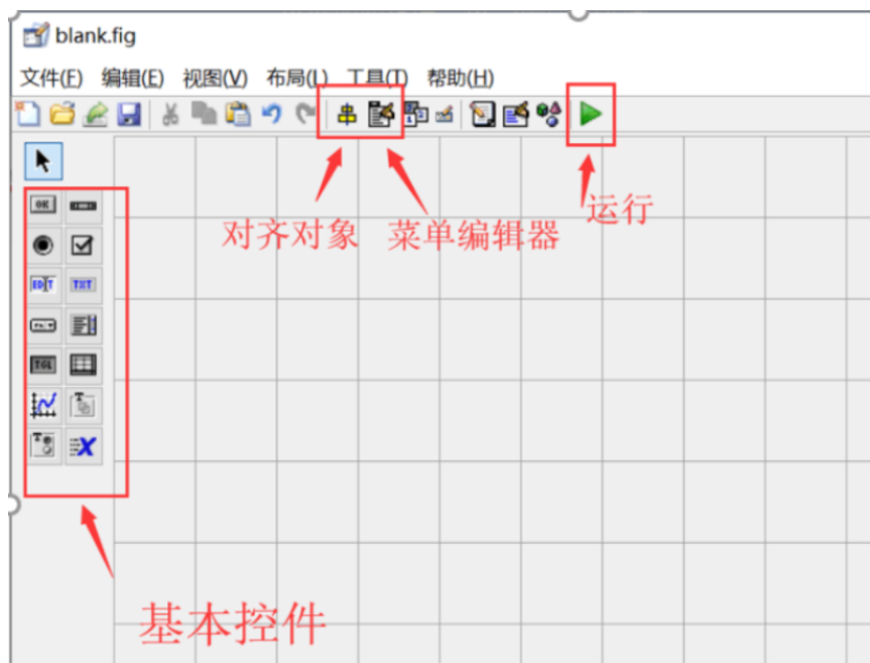 blank.fig
文件(F) 编辑(E) 视图(V) 布局(L) 工具(T) 帮助(H)
对齐对象 菜单编辑器 运行
OK
EDIT TXT
TGL
基本控件